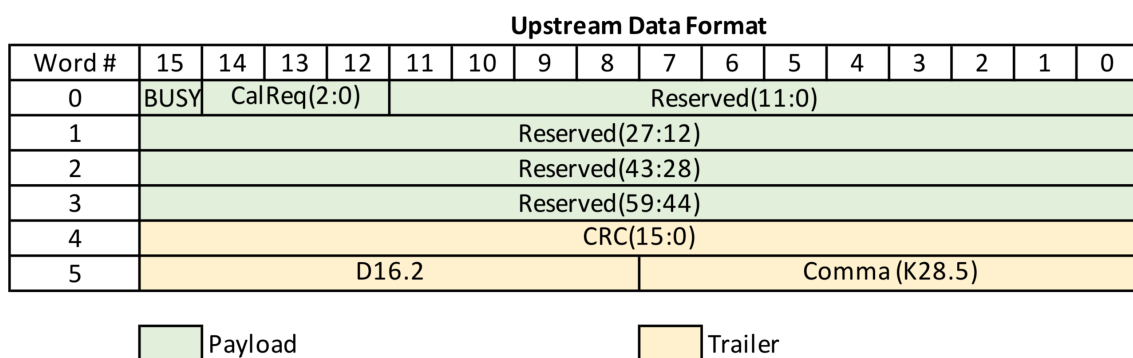 Upstream Data Format
Word # 15 14 13 12 11 10 9 8 7 6 5 4 3 2 1 0
0 BUSY CalReq(2:0) Reserved(11:0)
1 Reserved(27:12)
2 Reserved(43:28)
3 Reserved(59:44)
4 CRC(15:0)
5 D16.2 Comma (K28.5)
Payload Trailer